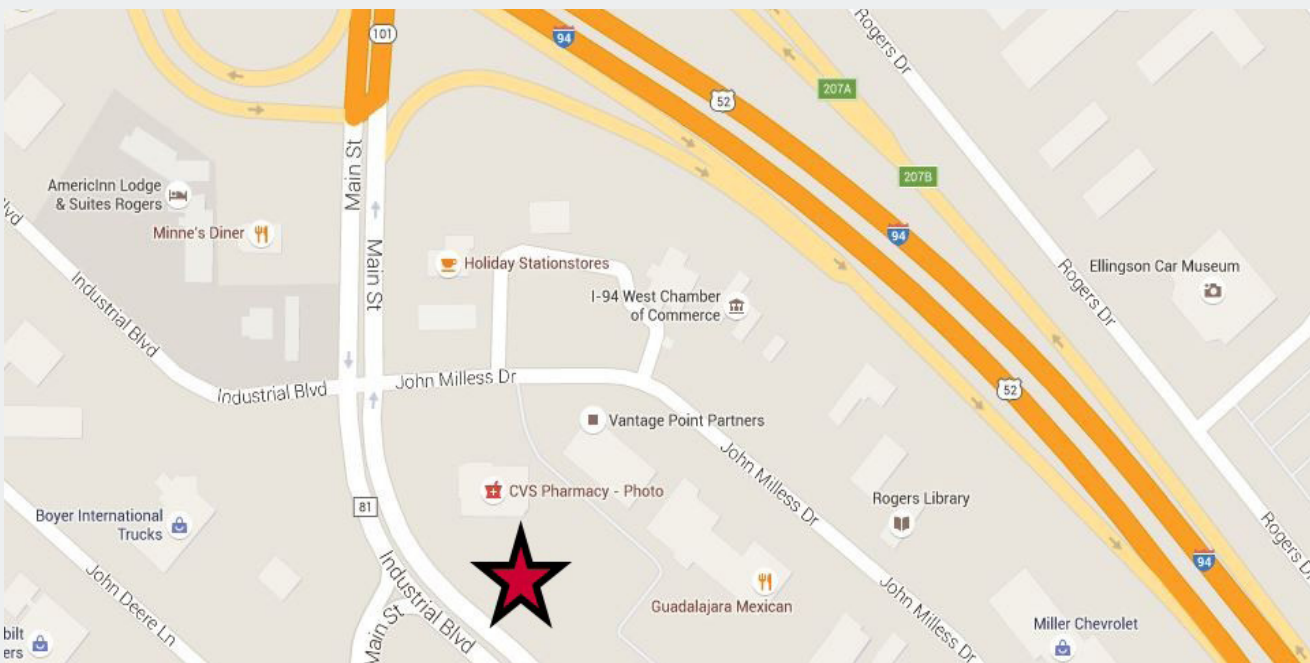 101
94
Rogers Dr
207A
52
Main St
207B
AmericInn Lodge
& Suites Rogers
Minne's Diner
Main St
94
Holiday Stationstores
Ellingson Car Museum
Rogers Dr
I-94 West Chamber
of Commerce
Industrial Blvd
Industrial Blvd
John Milless Dr
52
Vantage Point Partners
John Milless Dr
CVS Pharmacy - Photo
Rogers Library
81
Boyer International
Trucks
Rogers D
94
Industrial Blvd
John Deere Ln
John Milless Dr
Guadalajara Mexican
Main St
Miller Chevrolet
bilt
ers
lvd